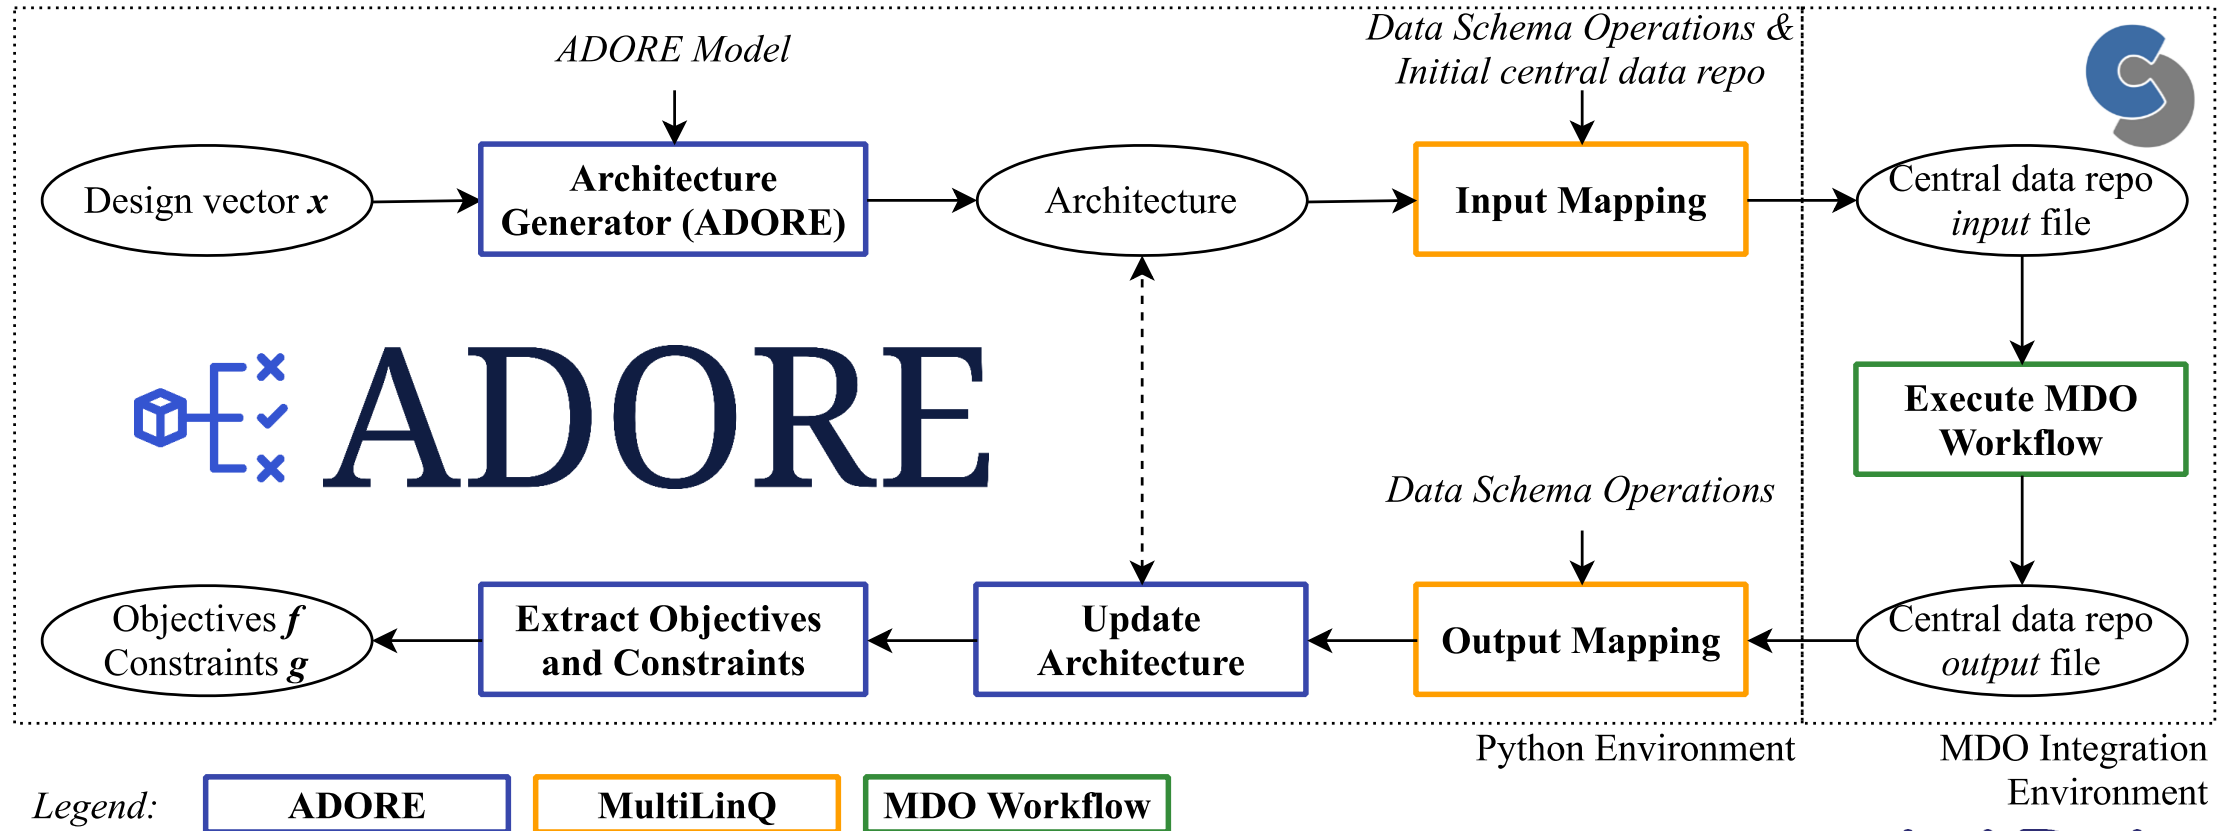 ADORE Model
Data Schema Operations &
Initial central data repo
Design vector x
Architecture
Generator (ADORE)
Architecture
Input Mapping
Central data repo
input file
ADORE
Execute MDO
Workflow
Data Schema Operations
Objectives f
Constraints g
Extract Objectives
and Constraints
Update
Architecture
Output Mapping
Central data repo
output file
Python Environment
MDO Integration
Environment
Legend:
ADORE
MultiLinQ
MDO Workflow